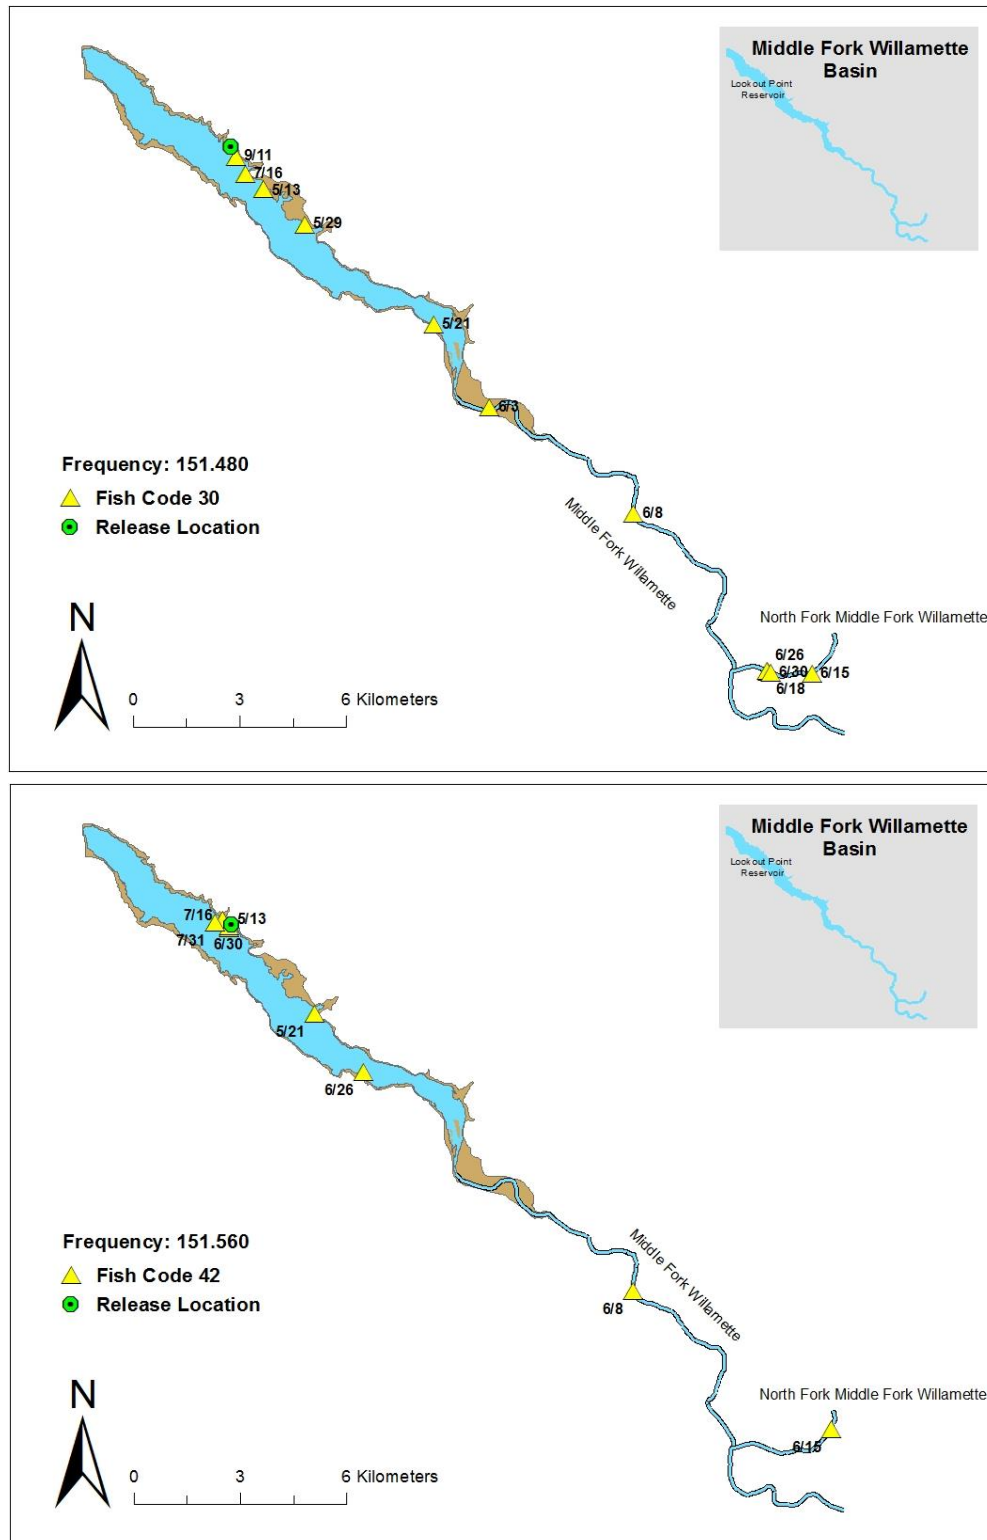 Middle Fork Willamette
Basin
Lookout Point
Reservoir
9/11
7/16
5/13
5/29
5/21
6/3
Frequency: 151.480
Fish Code 30
Release Location
6/8
Middle Fork Willamette
N
North Fork Middle Fork Willamette
6/26
6/30
6/15
6/18
0 3 6 Kilometers
Middle Fork Willamette
Basin
Lookout Point
Reservoir
7/16
5/13
7/31
6/30
5/21
6/26
Frequency: 151.560
Fish Code 42
Release Location
Middle Fork Willamette
6/8
N
North Fork Middle Fork Willamette
6/15
0 3 6 Kilometers